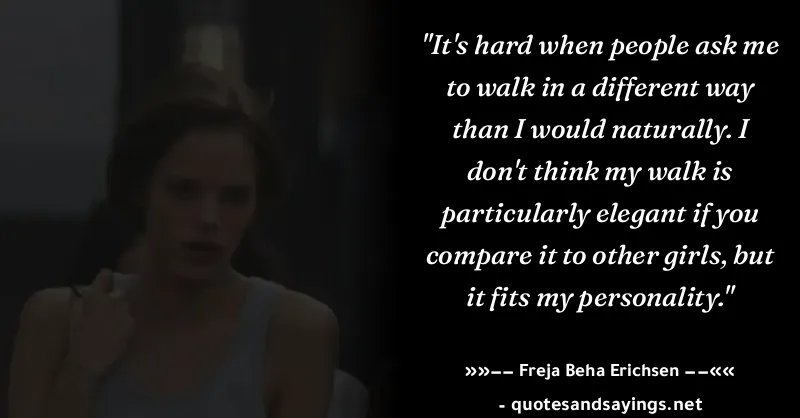 "It's hard when people ask me
to walk in a different way
than I would naturally. I
don't think my walk is
particularly elegant if you
compare it to other girls, but
it fits my personality."
»»−− Freja Beha Erichsen −−««
- quotesandsayings.net